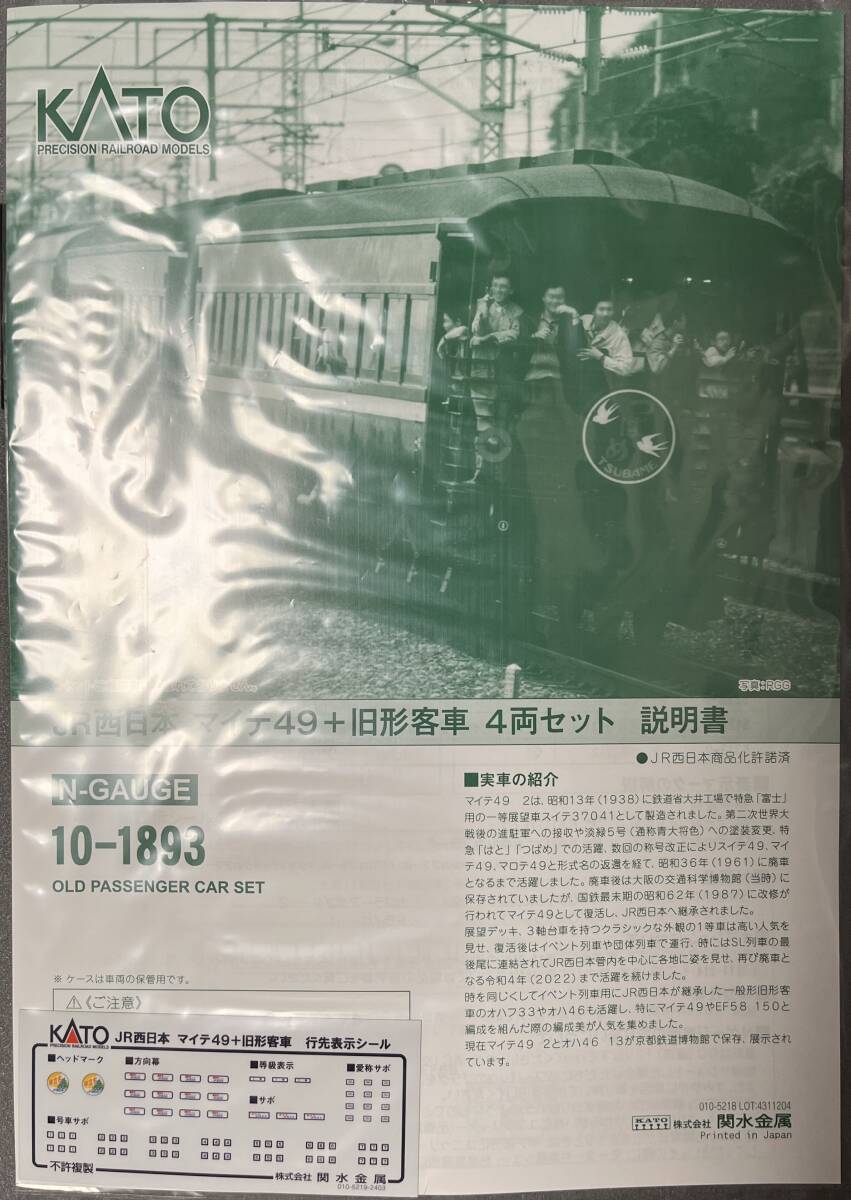 KATO
PRECISION RAILROAD MODELS
TSUBAME
写真：RGG
JR西日本 マイテ49＋旧形客車 4両セット 説明書
●JR西日本商品化許諾済
N-GAUGE
10-1893
OLD PASSENGER CAR SET
■実車の紹介
マイテ49 2は、昭和13年(1938)に鉄道省大井工場で特急「富士」
用の一等展望車スイテ37041として製造されました。第二次世界大
戦後の進駐軍への接収や淡緑5号(通称青大将色)への塗装変更、特
急「はと」「つばめ」での活躍、数回の称号改正によりスイテ49、マイ
テ49、マロテ49と形式名の返還を経て、昭和36年(1961)に廃車
となるまで活躍しました。廃車後は大阪の交通科学博物館(当時)に
保存されていましたが、国鉄最末期の昭和62年(1987)に改修が
行われてマイテ49として復活し、JR西日本へ継承されました。
展望デッキ、3軸台車を持つクラシックな外観の1等車は高い人気を
見せ、復活後はイベント列車や団体列車で運行、時にはSL列車の最
後尾に連結されてJR西日本管内を中心に各地に姿を見せ、再び廃車と
なる令和4年(2022)まで活躍を続けました。
時を同じくしてイベント列車用にJR西日本が継承した一般形旧形客
車のオハフ33やオハ46も活躍し、特にマイテ49やEF58 150と
編成を組んだ際の編成美が人気を集めました。
現在マイテ49 2とオハ46 13が京都鉄道博物館で保存、展示され
ています。
※ ケースは車両の保管用です。
⚠《ご注意》
KATO JR西日本 マイテ49＋旧形客車 行先表示シール
PRECISION RAILROAD MODELS
■ヘッドマーク
■方向幕
■等級表示
■愛称サボ
■サボ
■号車サボ
不許複製
株式会社 関水金属
010-5219-2403
010-5218 LOT:4311204
KATO 株式会社 関水金属
Printed in Japan